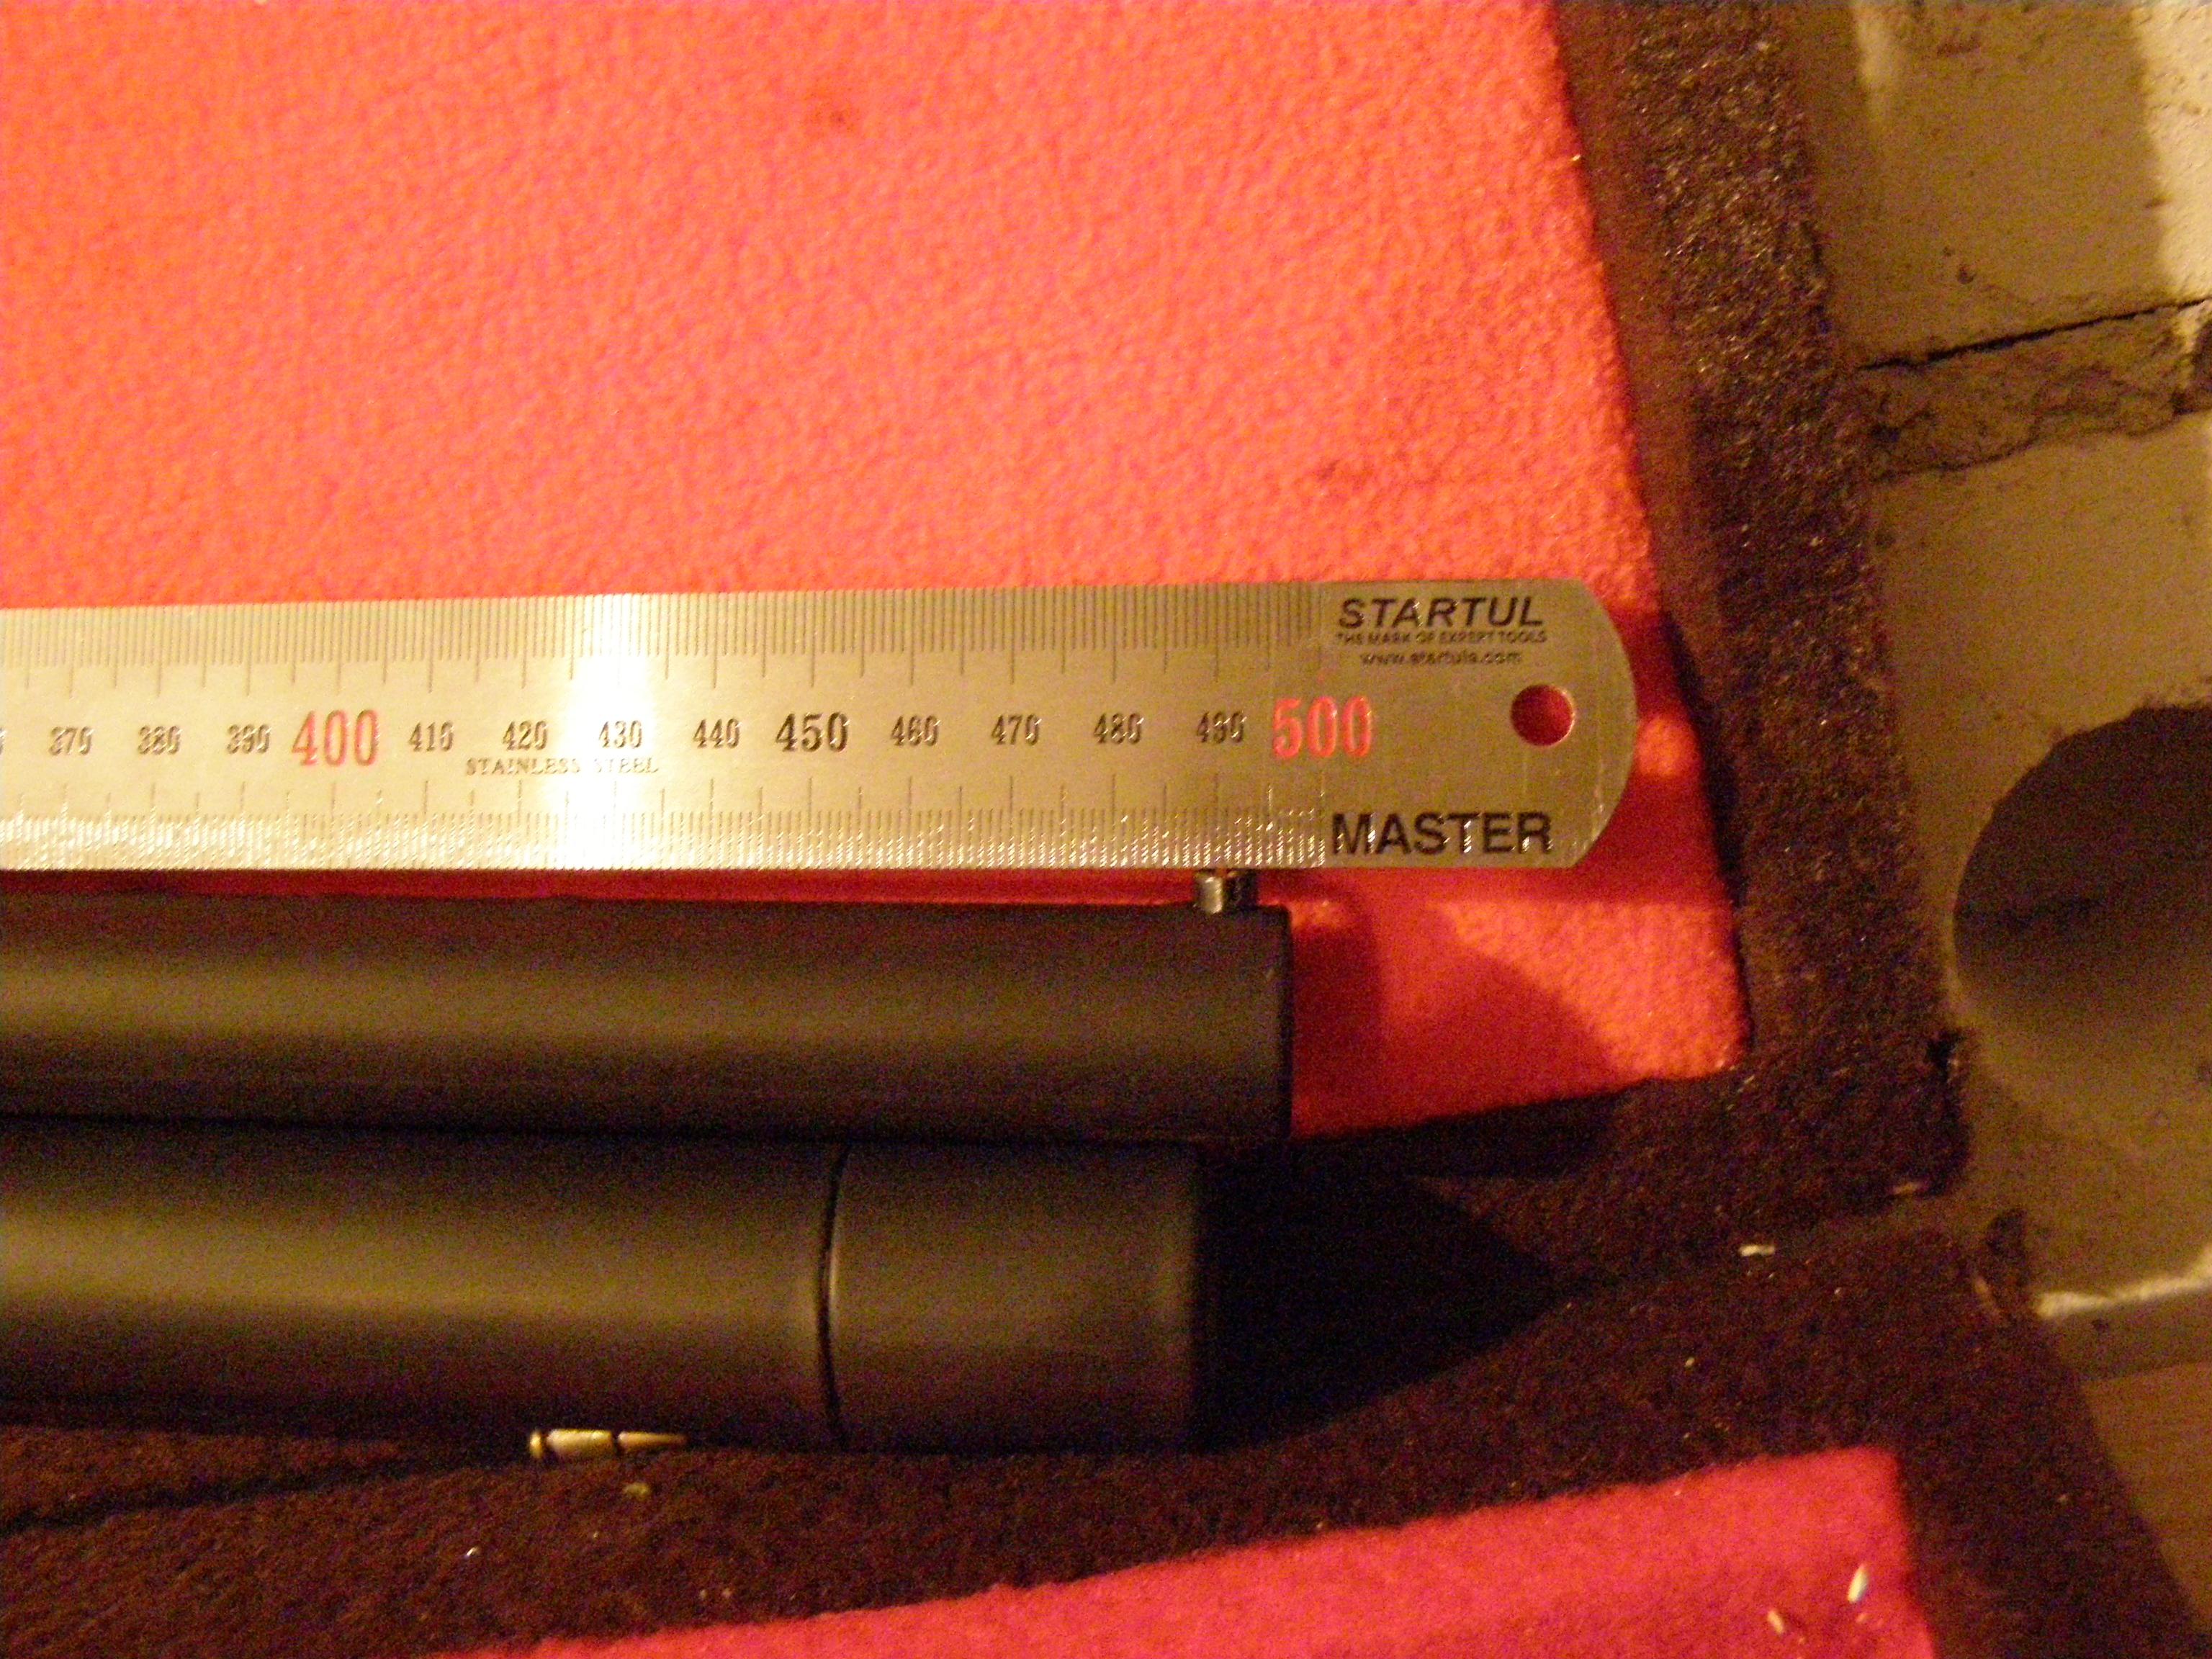 STARTUL
THE MARK OF EXPERT TOOLS
www.startula.com
370 380 390 400 410 420 430 440 450 460 470 480 490 500
STAINLESS STEEL
MASTER